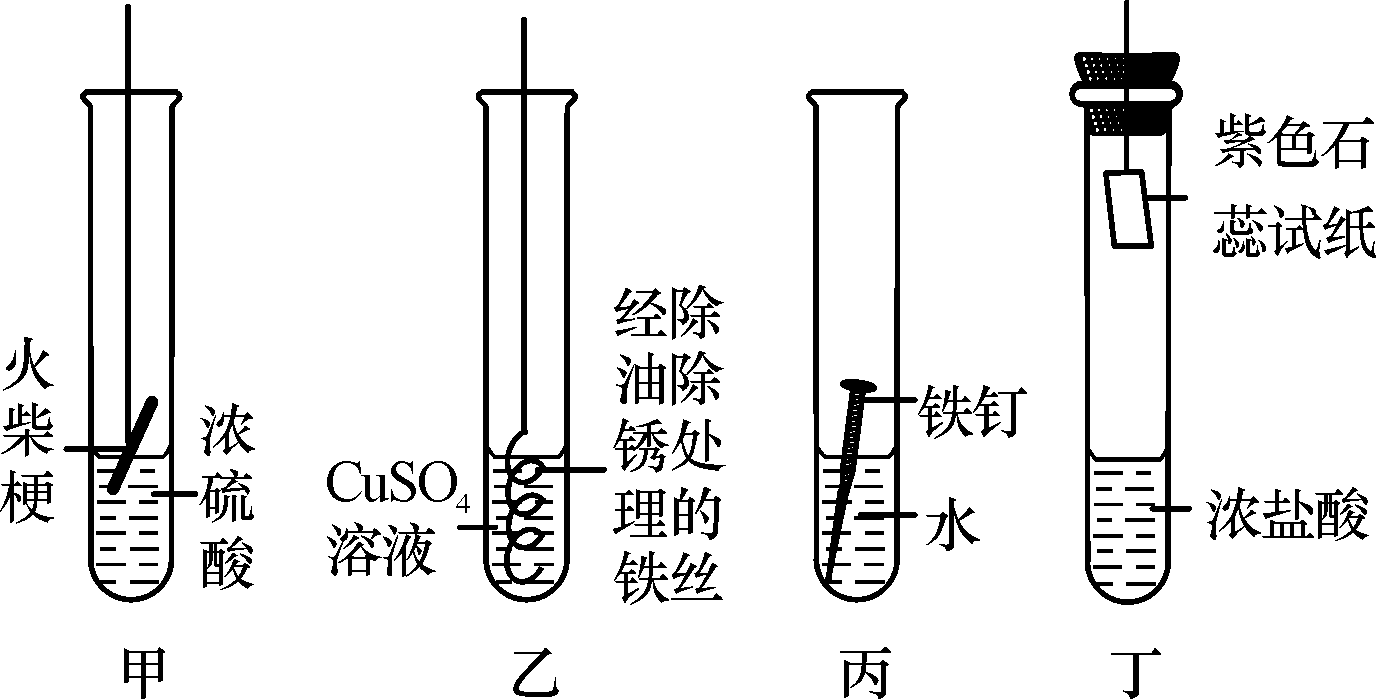 火
柴
梗
浓
硫
酸
甲
CuSO₄
溶液
经除
油除
锈处
理的
铁丝
乙
铁钉
水
丙
紫色石
蕊试纸
浓盐酸
丁